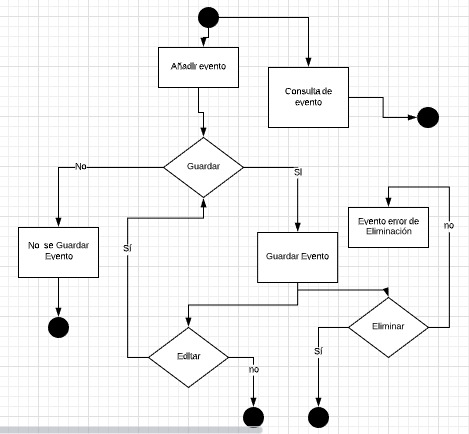 Añadir evento
Consulta de
evento
Guardar
No
Si
No se Guardar
Evento
Sí
Guardar Evento
Evento error de
Eliminación
no
Editar
no
Eliminar
Sí